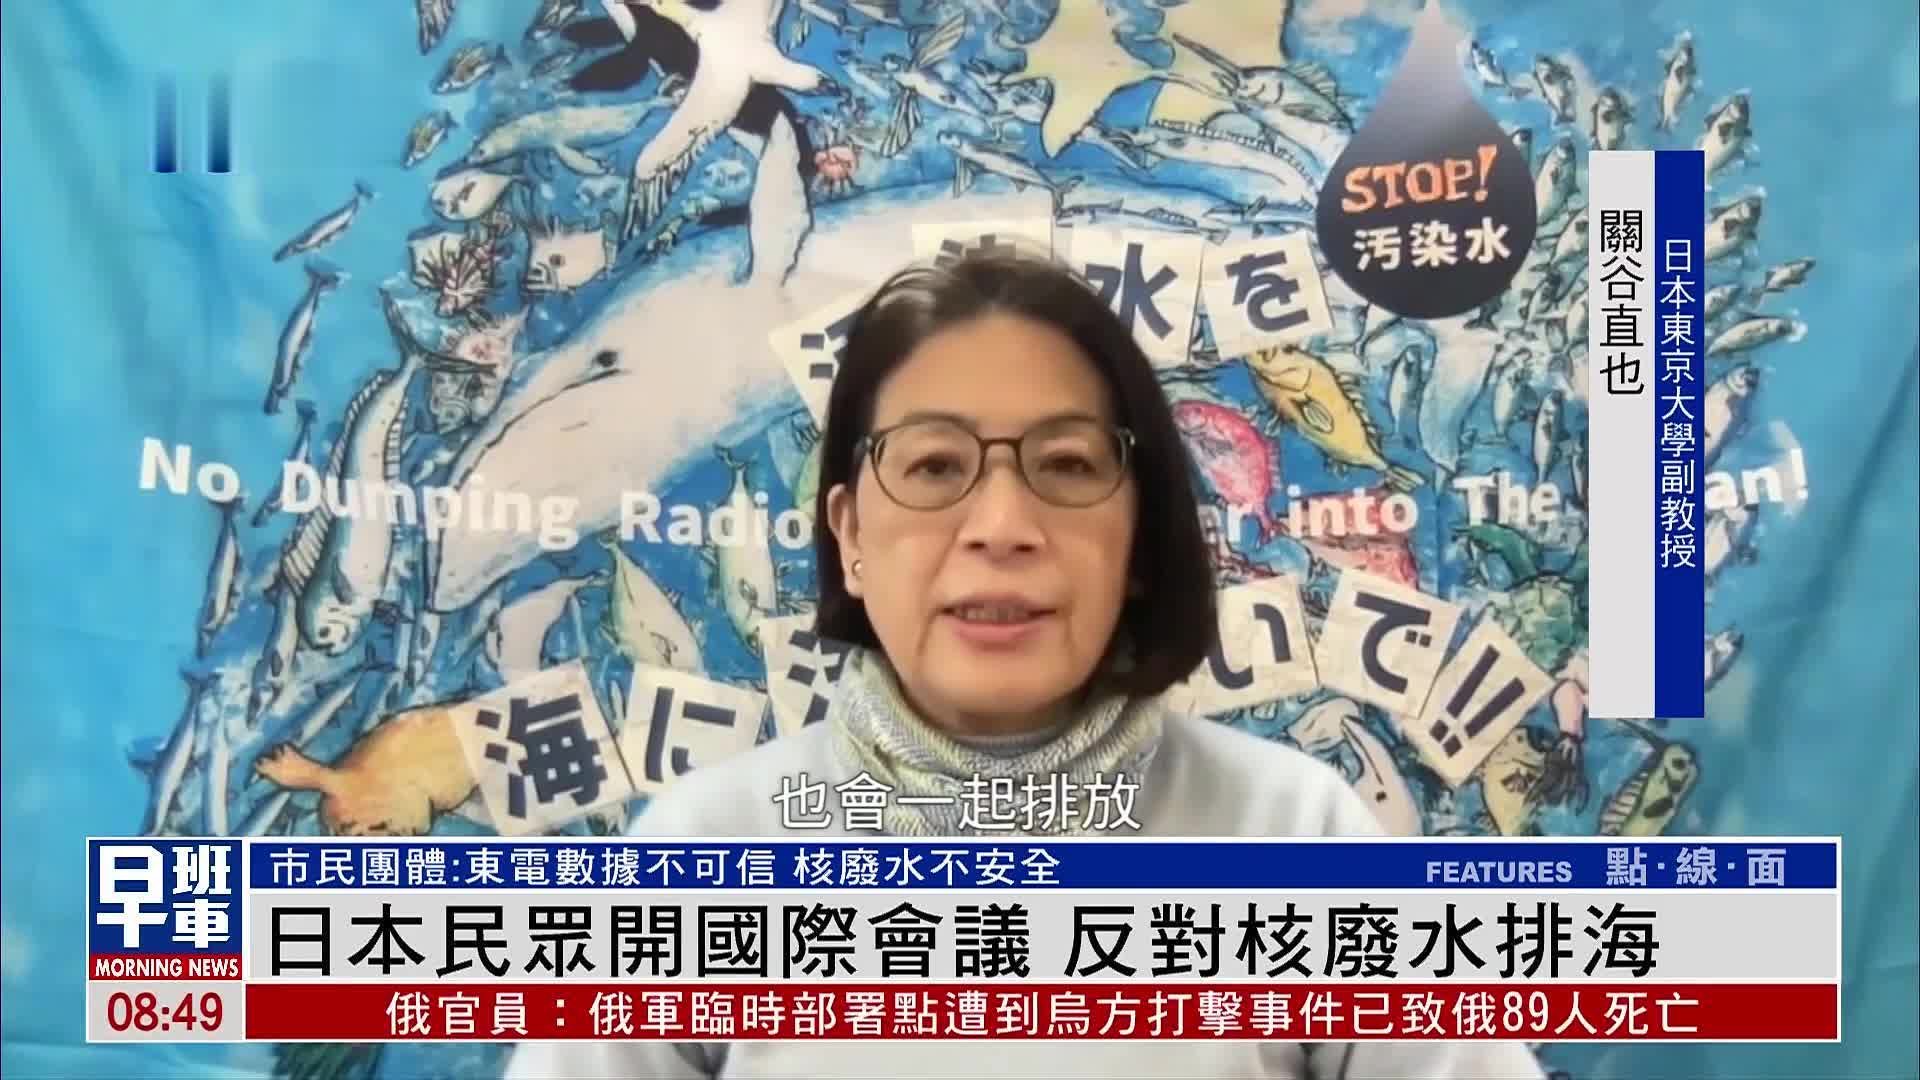 STOP!
汚染水
水を
No Dumping Radio
into The
an!
海に
いで!!
日本東京大學副教授
關谷直也
也會一起排放
早班車
MORNING NEWS
08:49
市民團體:東電數據不可信 核廢水不安全
FEATURES 點·線·面
日本民眾開國際會議 反對核廢水排海
俄官員：俄軍臨時部署點遭到烏方打擊事件已致俄89人死亡